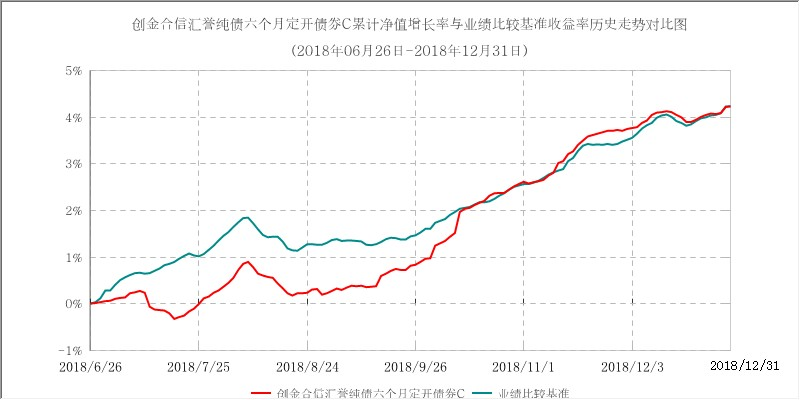 创金合信汇誉纯债六个月定开债券C累计净值增长率与业绩比较基准收益率历史走势对比图
(2018年06月26日-2018年12月31日)
5%
4%
3%
2%
1%
0%
-1%
2018/6/26 2018/7/25 2018/8/24 2018/9/26 2018/11/1 2018/12/3 2018/12/31
创金合信汇誉纯债六个月定开债券C 业绩比较基准